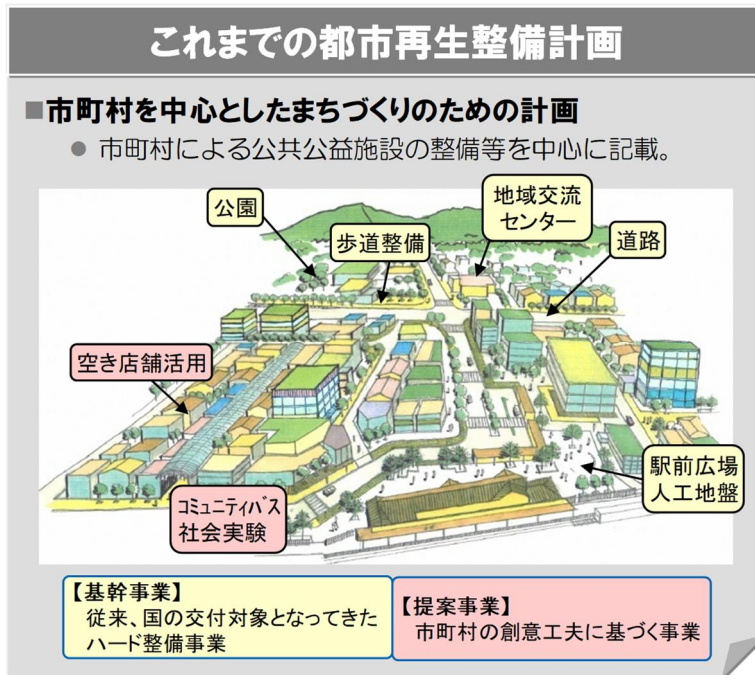 これまでの都市再生整備計画
■市町村を中心としたまちづくりのための計画
● 市町村による公共公益施設の整備等を中心に記載。
公園
歩道整備
地域交流
センター
道路
空き店舗活用
コミュニティバス
社会実験
駅前広場
人工地盤
【基幹事業】
従来、国の交付対象となってきた
ハード整備事業
【提案事業】
市町村の創意工夫に基づく事業